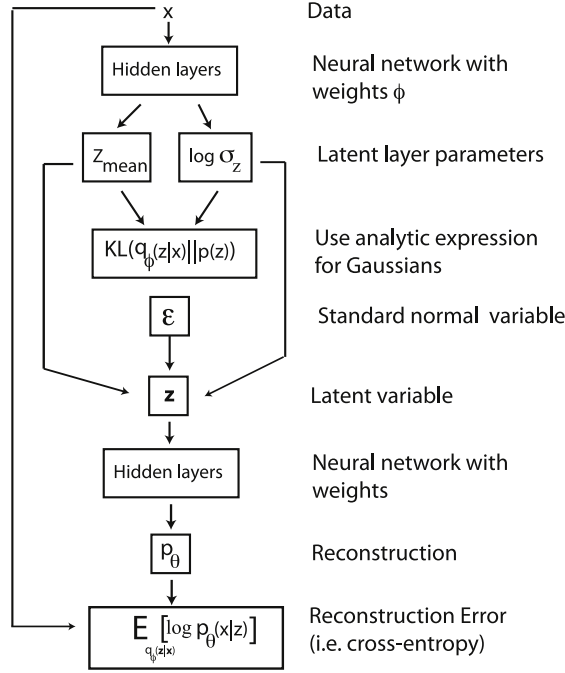 x Data
Hidden layers Neural network with
weights ϕ
Z_mean log σ_z Latent layer parameters
KL(q_ϕ(z|x)||p(z)) Use analytic expression
for Gaussians
ε Standard normal variable
z Latent variable
Hidden layers Neural network with
weights
p_θ Reconstruction
E_{q_ϕ(z|x)} [log p_θ(x|z)] Reconstruction Error
(i.e. cross-entropy)